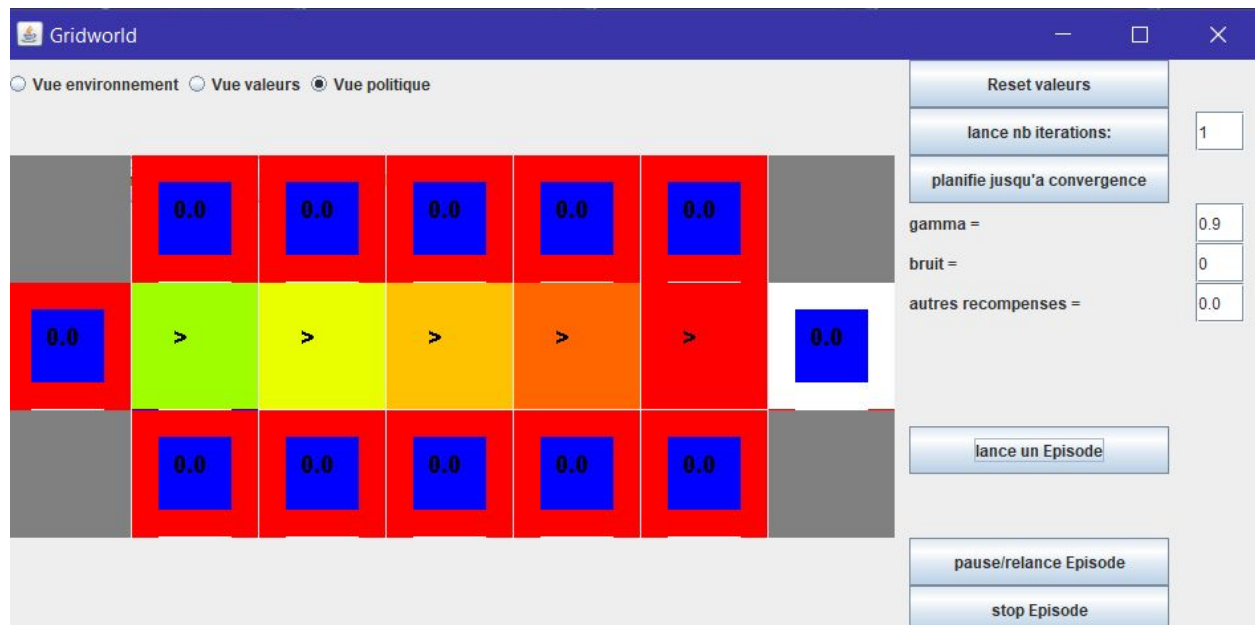 Gridworld
Vue environnement Vue valeurs Vue politique
Reset valeurs
lance nb iterations: 1
planifie jusqu'a convergence
gamma = 0.9
bruit = 0
autres recompenses = 0.0
0.0 0.0 0.0 0.0 0.0
0.0 > > > > > 0.0
0.0 0.0 0.0 0.0 0.0
lance un Episode
pause/relance Episode
stop Episode